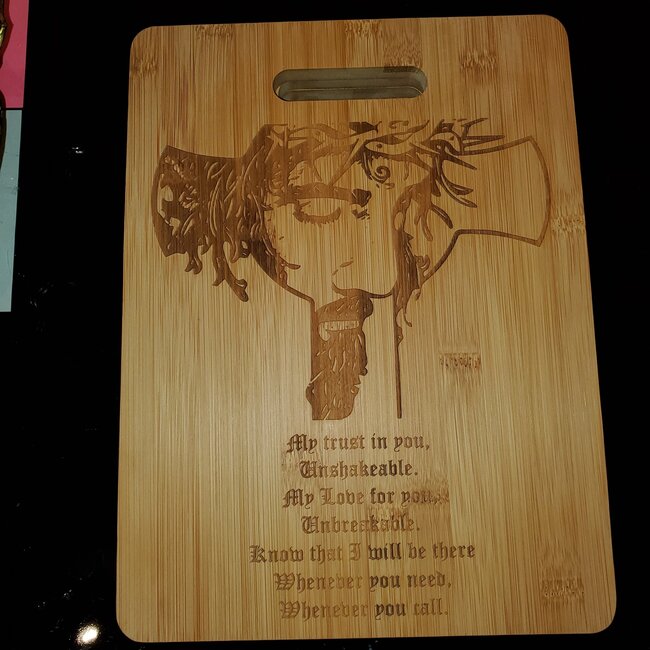 My trust in you,
Unshakeable.
My Love for you,
Unbreakable.
Know that I will be there
Whenever you need,
Whenever you call.